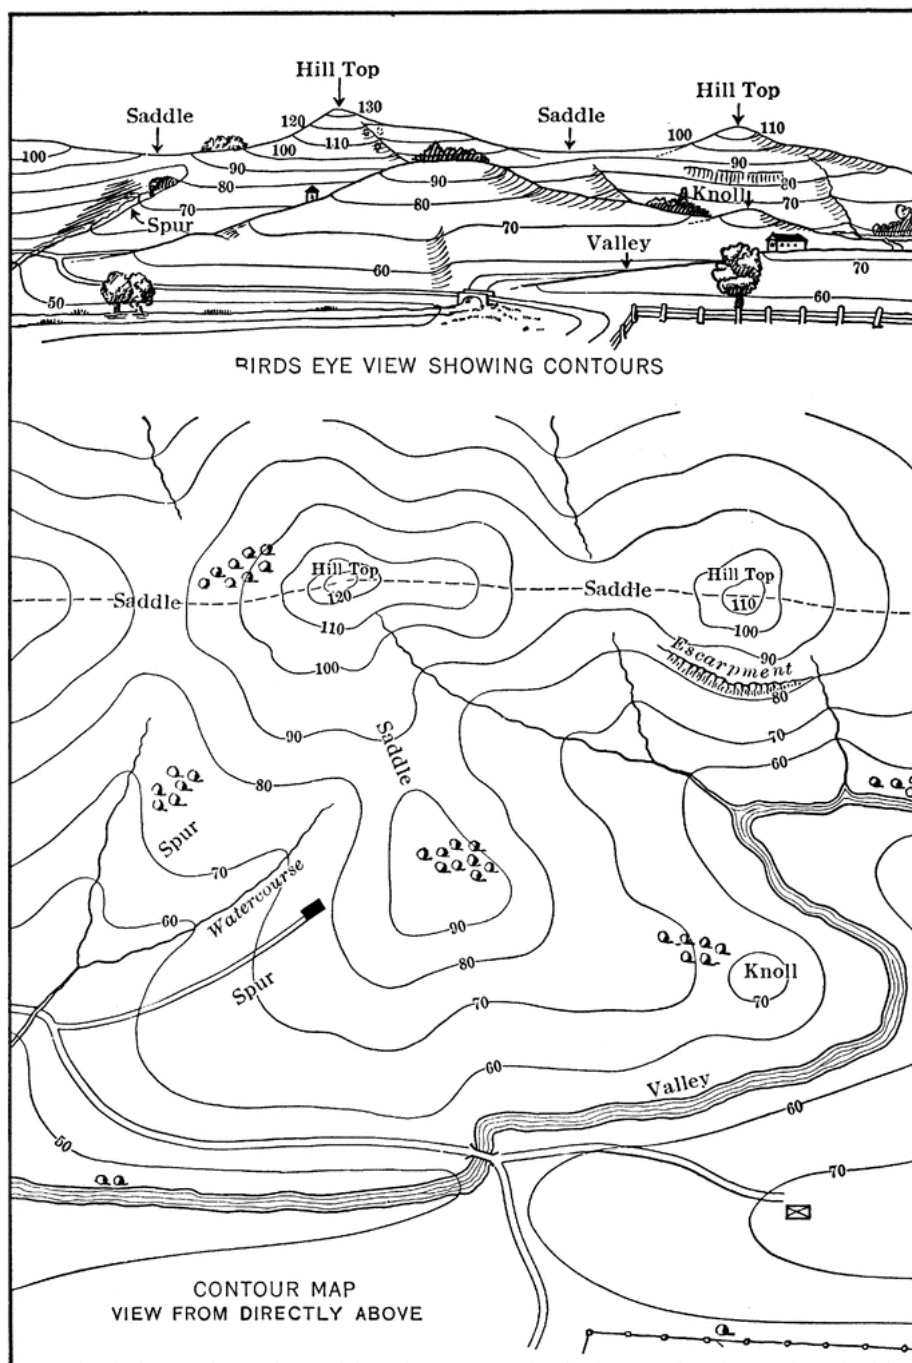 Hill Top
130
120
Hill Top
Saddle
Saddle
110
100
110
100
100
90
90
80
90
80
Knoll
70
80
70
Spur
70
Valley
60
70
50
60
BIRDS EYE VIEW SHOWING CONTOURS
Hill Top
120
Saddle
Saddle
Hill Top
110
110
100
100
Escarpment
90
80
90
Saddle
70
80
60
Spur
70
Watercourse
60
90
80
Knoll
Spur
70
70
60
Valley
60
50
70
CONTOUR MAP
VIEW FROM DIRECTLY ABOVE